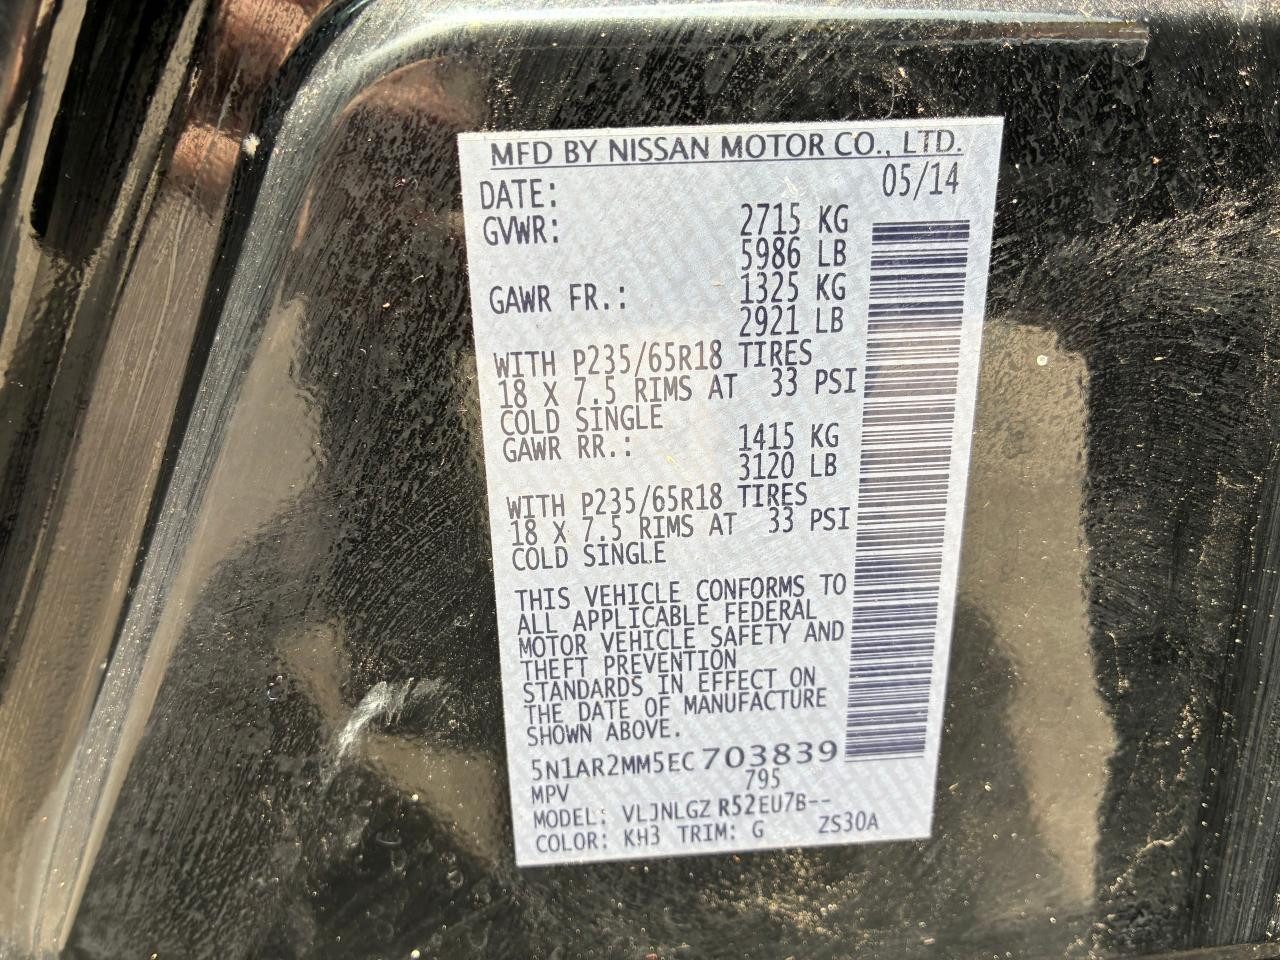 MFD BY NISSAN MOTOR CO., LTD.
DATE: 05/14
GVWR: 2715 KG
5986 LB
GAWR FR.: 1325 KG
2921 LB
WITH P235/65R18 TIRES
18 X 7.5 RIMS AT 33 PSI
COLD SINGLE
GAWR RR.: 1415 KG
3120 LB
WITH P235/65R18 TIRES
18 X 7.5 RIMS AT 33 PSI
COLD SINGLE
THIS VEHICLE CONFORMS TO
ALL APPLICABLE FEDERAL
MOTOR VEHICLE SAFETY AND
THEFT PREVENTION
STANDARDS IN EFFECT ON
THE DATE OF MANUFACTURE
SHOWN ABOVE.
5N1AR2MM5EC703839
MPV 795
MODEL: VLJNLGZ R52EU7B--
COLOR: KH3 TRIM: G ZS30A